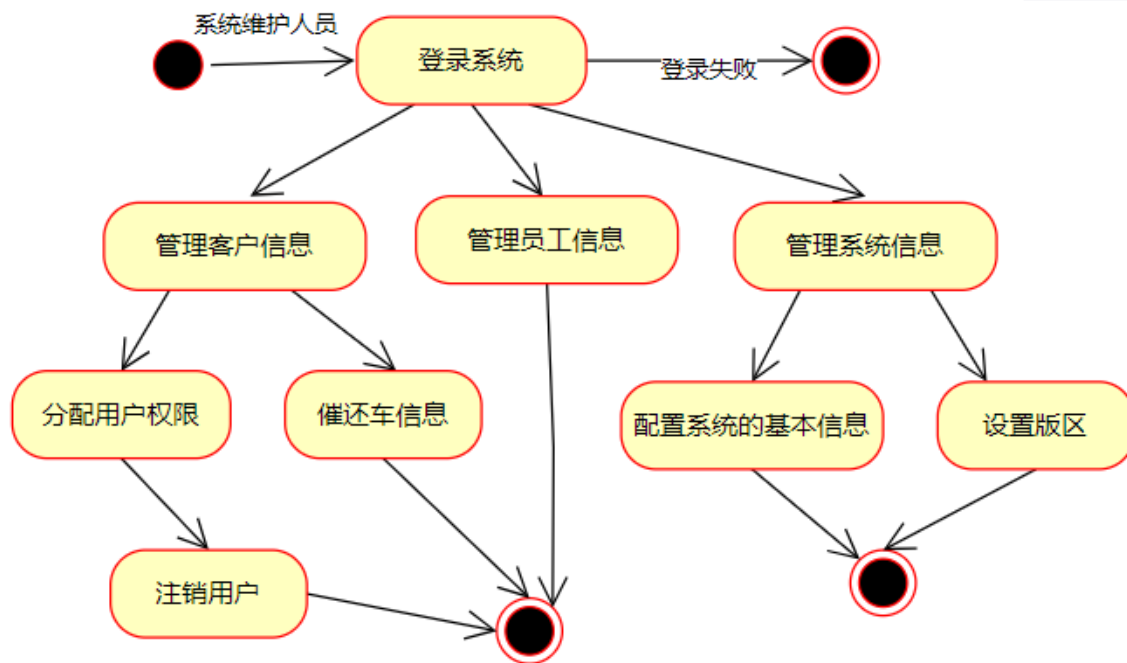 系统维护人员
登录系统
登录失败
管理客户信息
管理员工信息
管理系统信息
分配用户权限
催还车信息
配置系统的基本信息
设置版区
注销用户